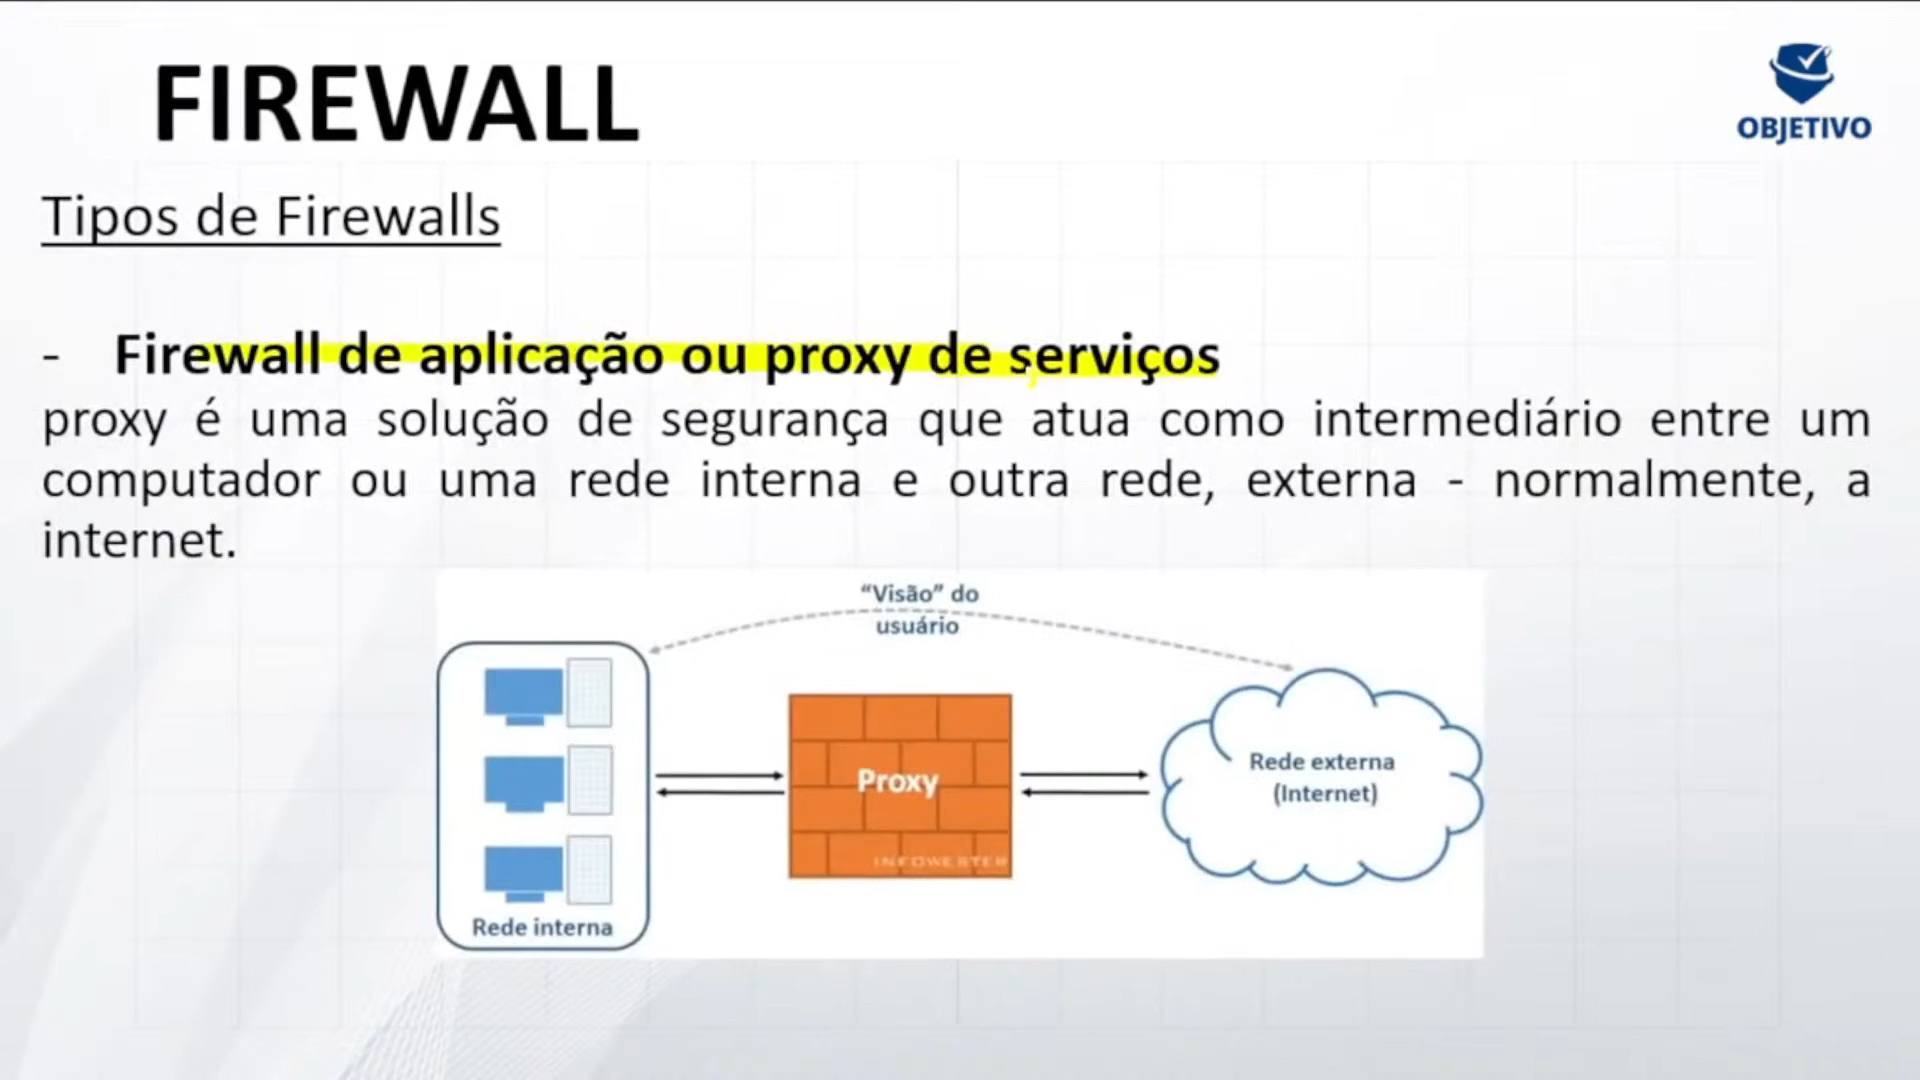 FIREWALL
OBJETIVO
Tipos de Firewalls
- Firewall de aplicação ou proxy de serviços
proxy é uma solução de segurança que atua como intermediário entre um
computador ou uma rede interna e outra rede, externa - normalmente, a
internet.
“Visão” do
usuário
Rede externa
(Internet)
Proxy
INFOWESTER
Rede interna